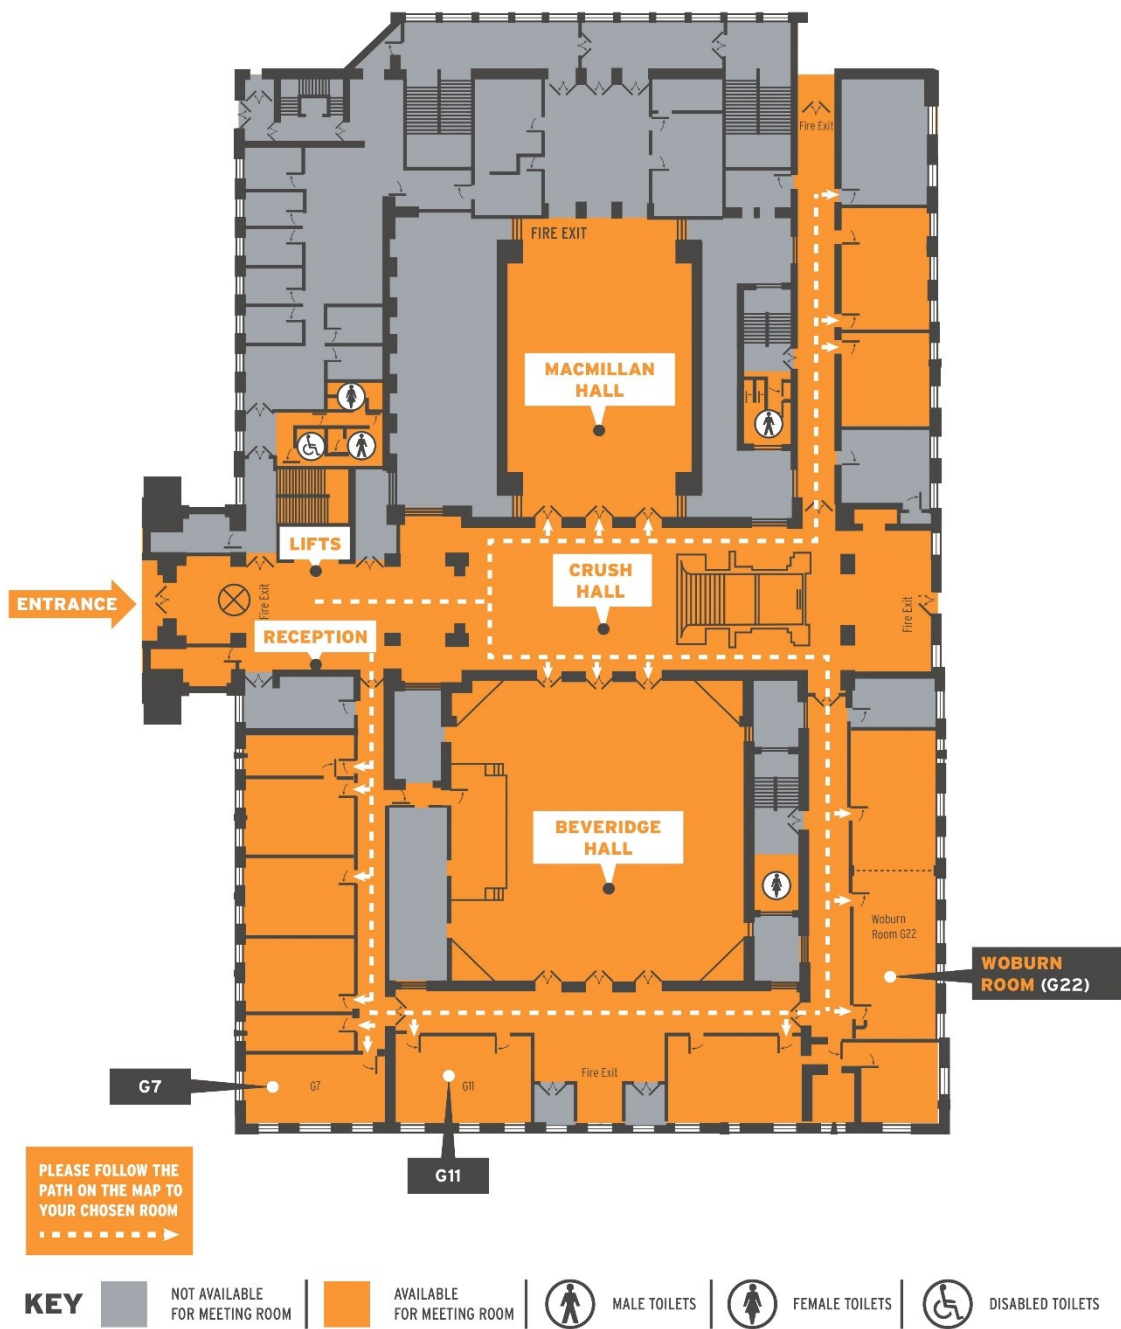 Fire Exit
FIRE EXIT
MACMILLAN
HALL
LIFTS
CRUSH
HALL
ENTRANCE
Fire Exit
Fire Exit
RECEPTION
BEVERIDGE
HALL
Woburn
Room G22
WOBURN
ROOM (G22)
Fire Exit
G7
G7
G11
G11
PLEASE FOLLOW THE
PATH ON THE MAP TO
YOUR CHOSEN ROOM
KEY
NOT AVAILABLE
FOR MEETING ROOM
AVAILABLE
FOR MEETING ROOM
MALE TOILETS
FEMALE TOILETS
DISABLED TOILETS